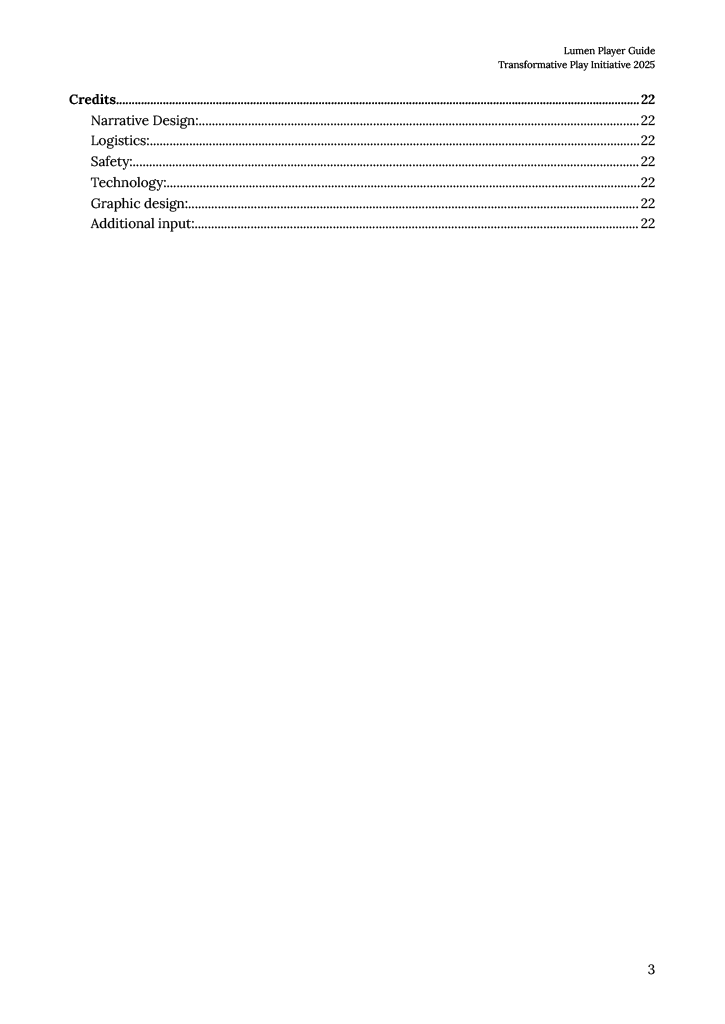 Lumen Player Guide
Transformative Play Initiative 2025
Credits........................................................................................................................................................22
Narrative Design:.................................................................................................................................22
Logistics:................................................................................................................................................22
Safety:.....................................................................................................................................................22
Technology:...........................................................................................................................................22
Graphic design:....................................................................................................................................22
Additional input:..................................................................................................................................22
3